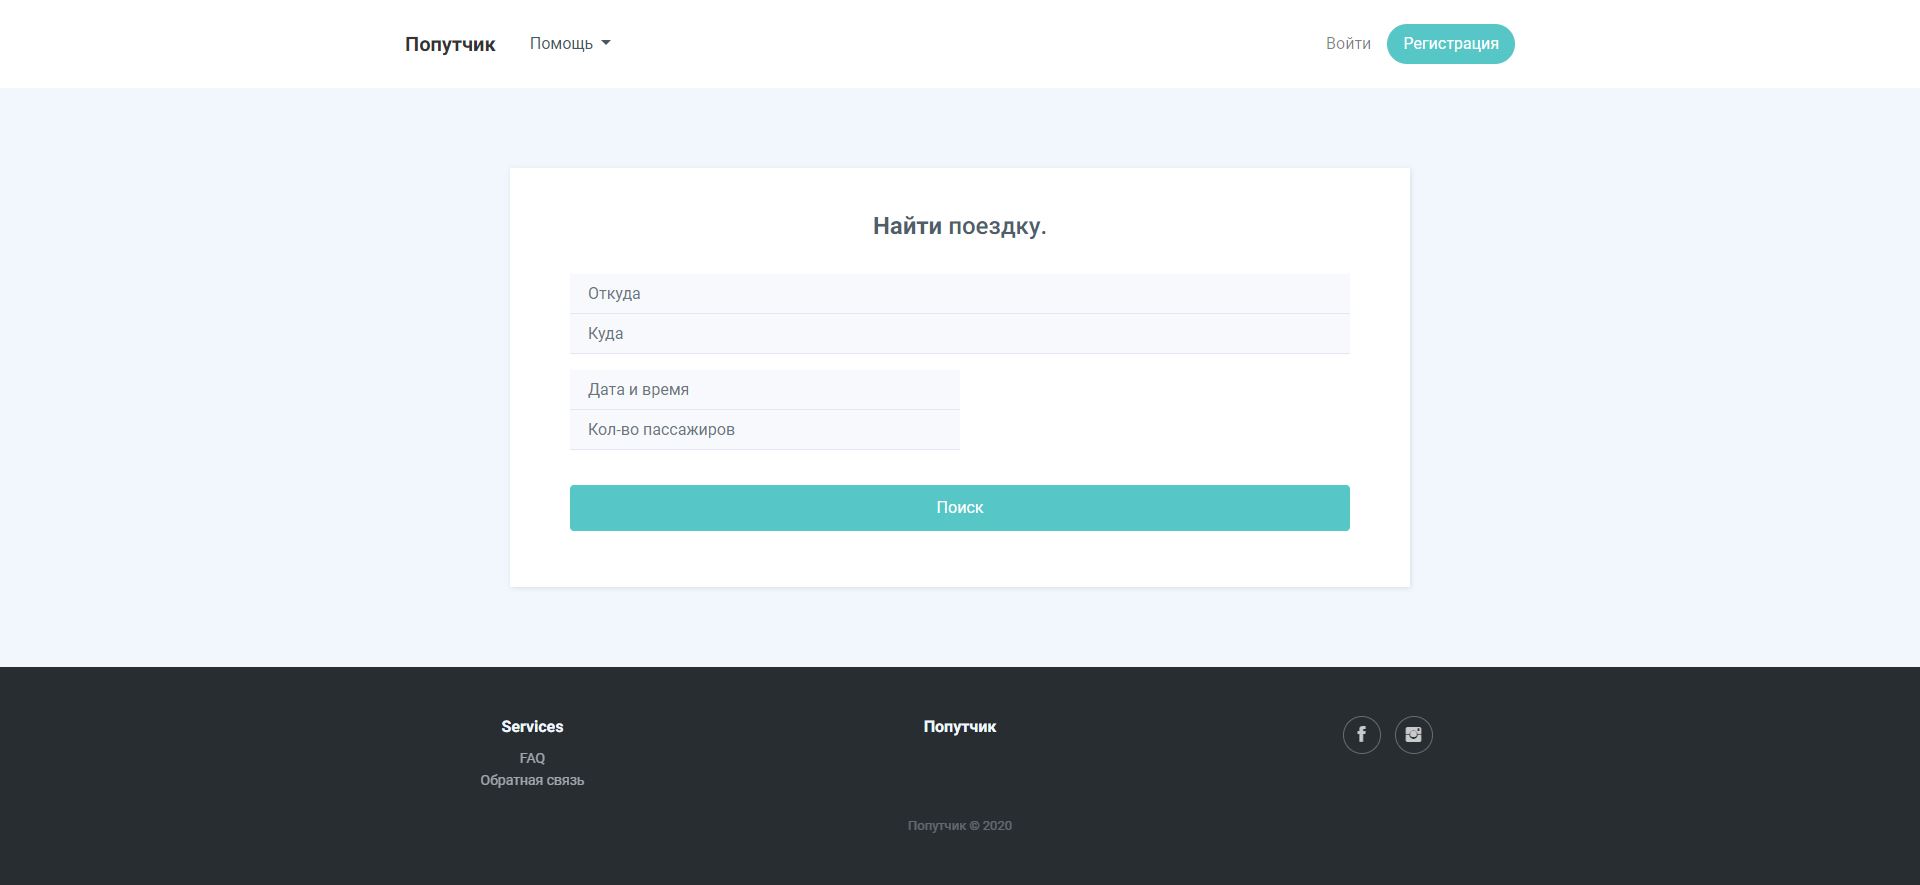 Попутчик
Помощь
Войти
Регистрация
Найти поездку.
Откуда
Куда
Дата и время
Кол-во пассажиров
Поиск
Services
FAQ
Обратная связь
Попутчик
Попутчик © 2020